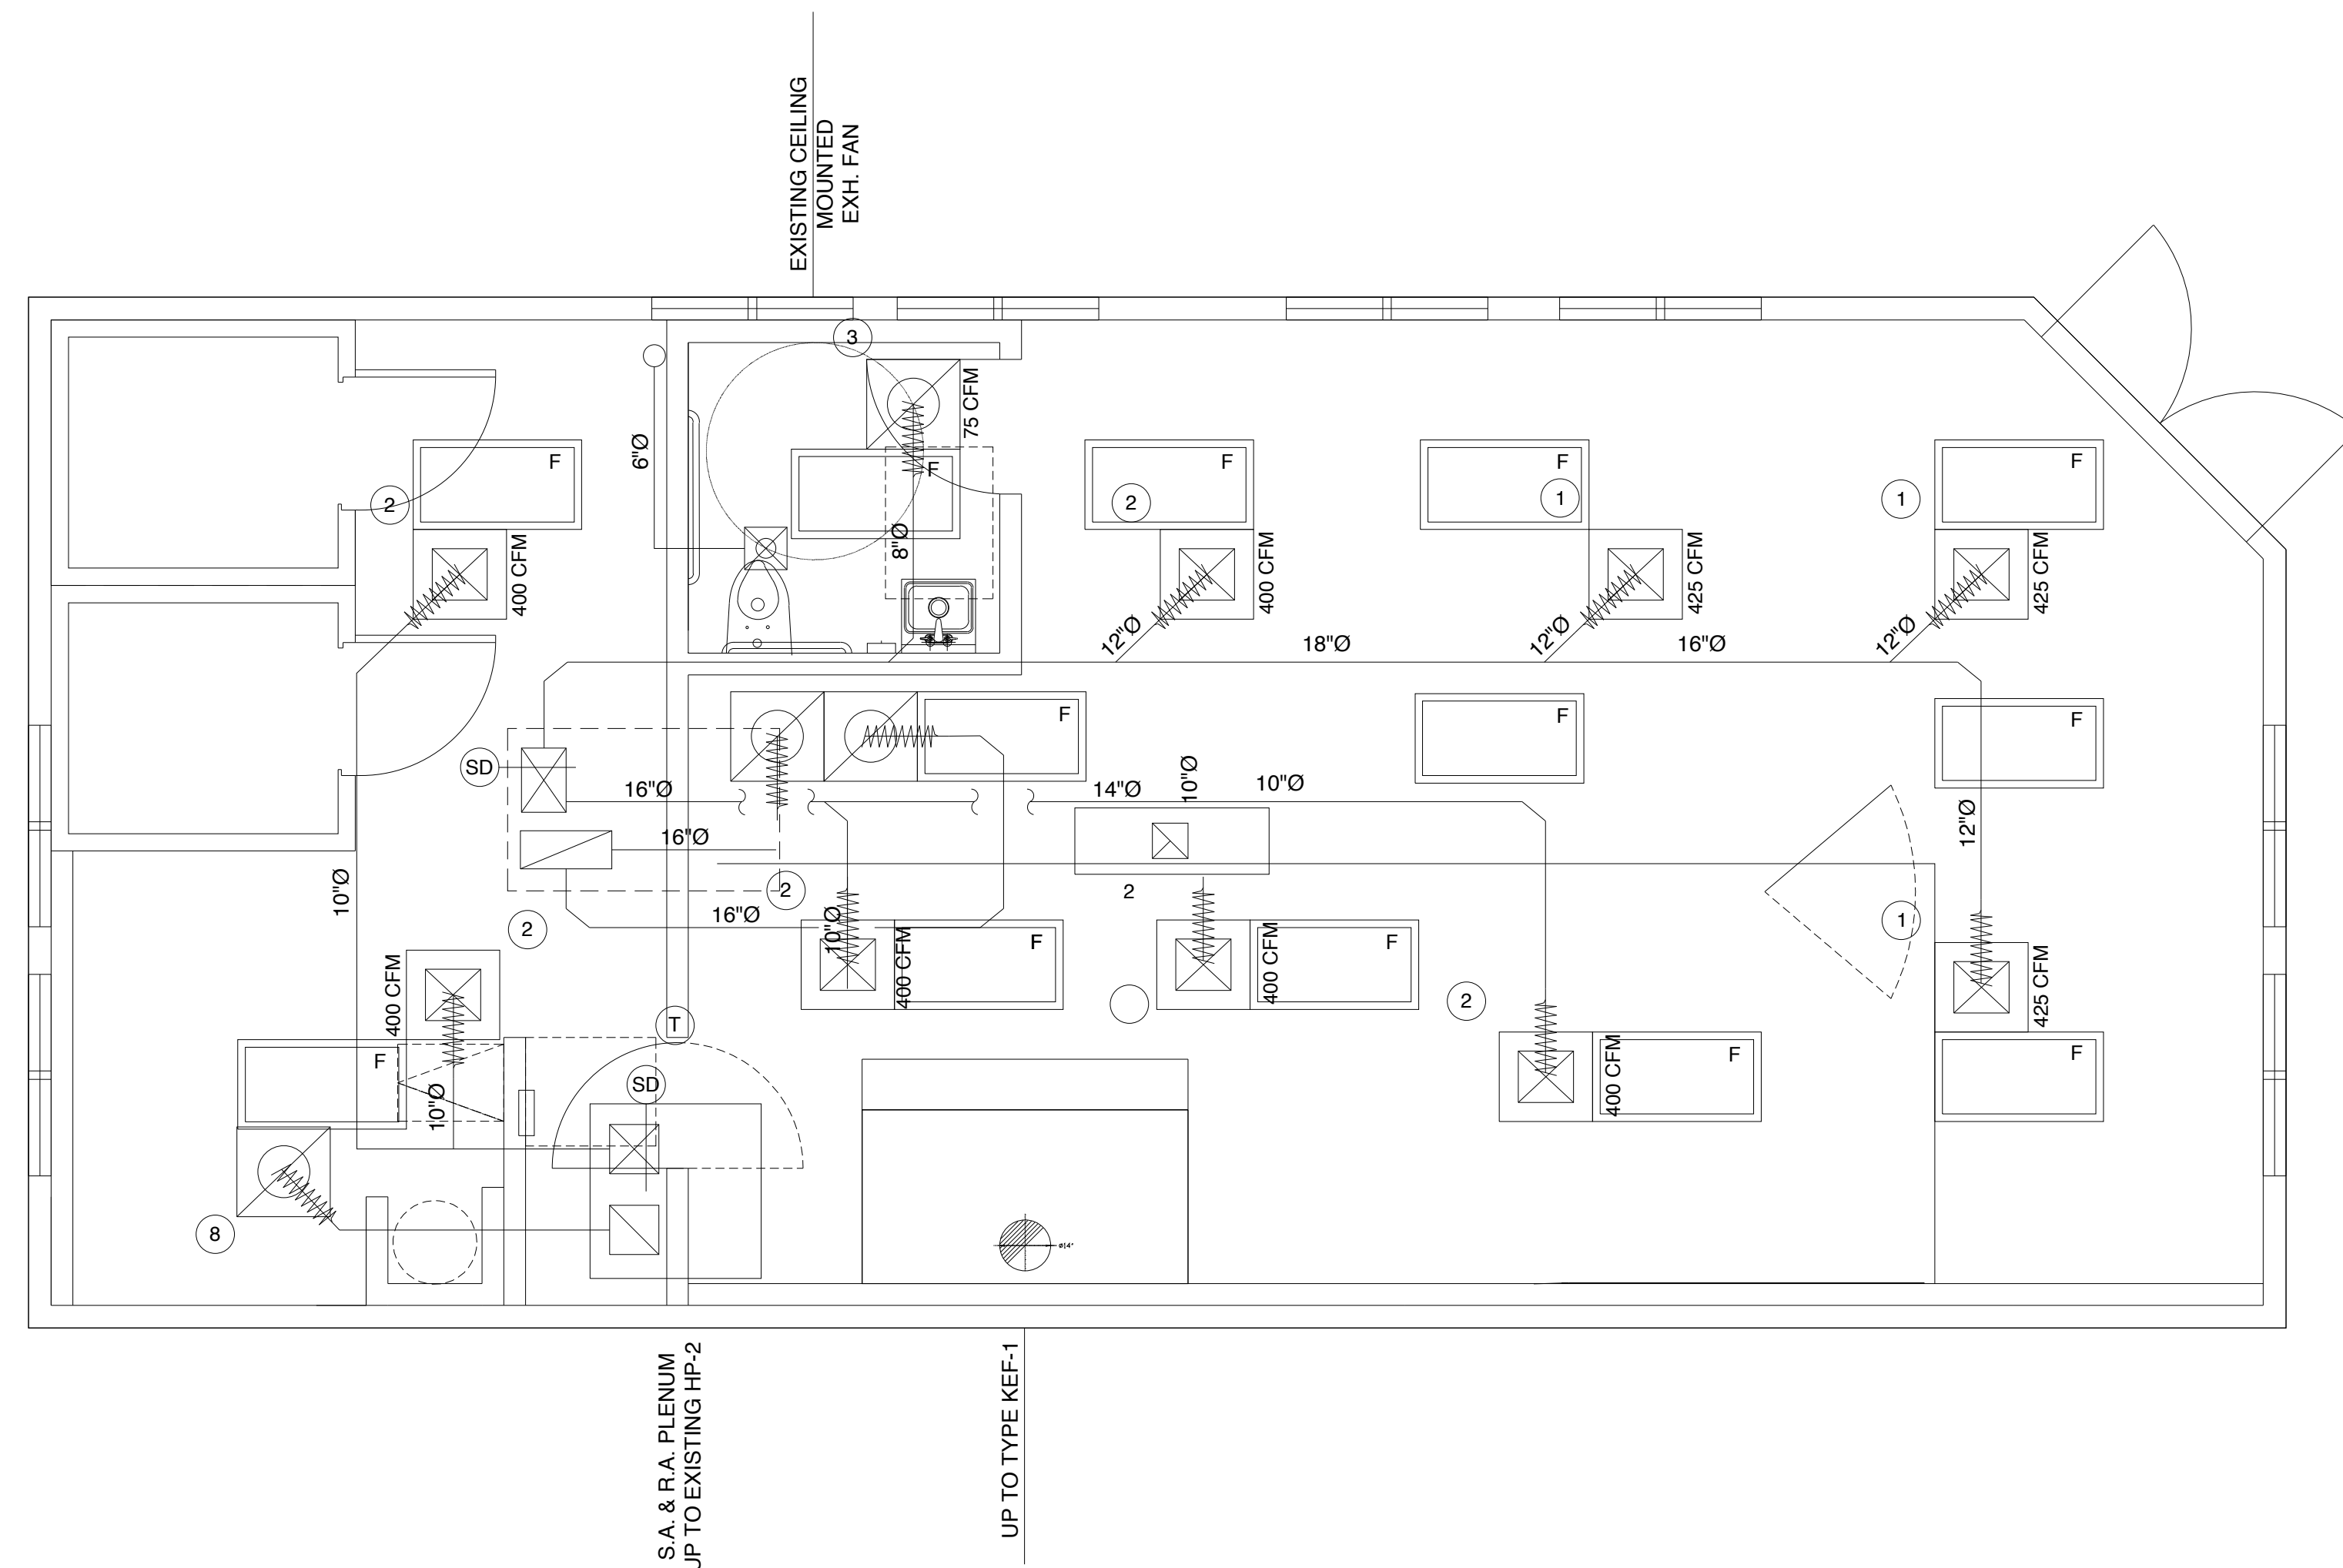 EXISTING CEILING
MOUNTED
EXH. FAN
3
75 CFM
6"Ø
F
F
F
F
F
2
2
1
1
8"Ø
400 CFM
400 CFM
425 CFM
425 CFM
12"Ø
12"Ø
12"Ø
18"Ø
16"Ø
F
F
F
SD
16"Ø
14"Ø
10"Ø
10"Ø
12"Ø
16"Ø
10"Ø
2
2
1
2
16"Ø
10"Ø
400 CFM
F
400 CFM
F
400 CFM
2
425 CFM
T
F
10"Ø
SD
400 CFM
F
F
8
ø14"
S.A. & R.A. PLENUM
UP TO EXISTING HP-2
UP TO TYPE KEF-1